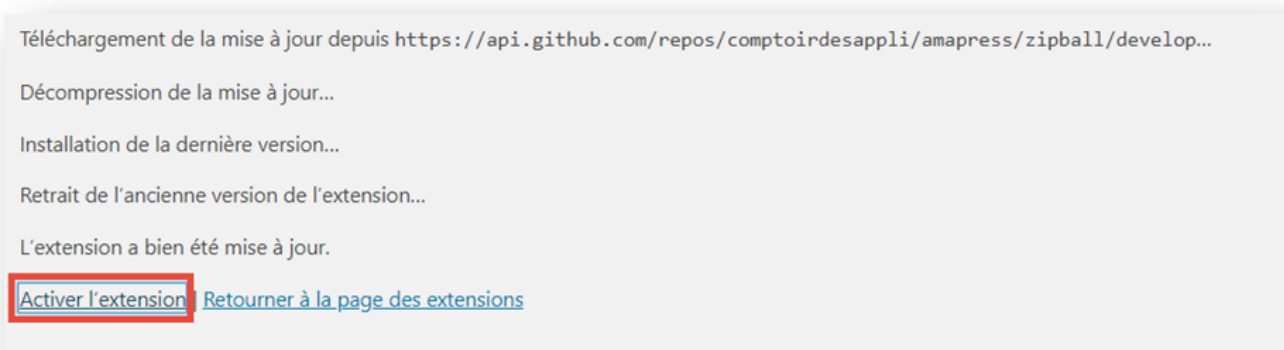 Téléchargement de la mise à jour depuis https://api.github.com/repos/comptoirdesappli/amapress/zipball/develop...
Décompression de la mise à jour...
Installation de la dernière version...
Retrait de l’ancienne version de l’extension...
L’extension a bien été mise à jour.
Activer l’extension | Retourner à la page des extensions